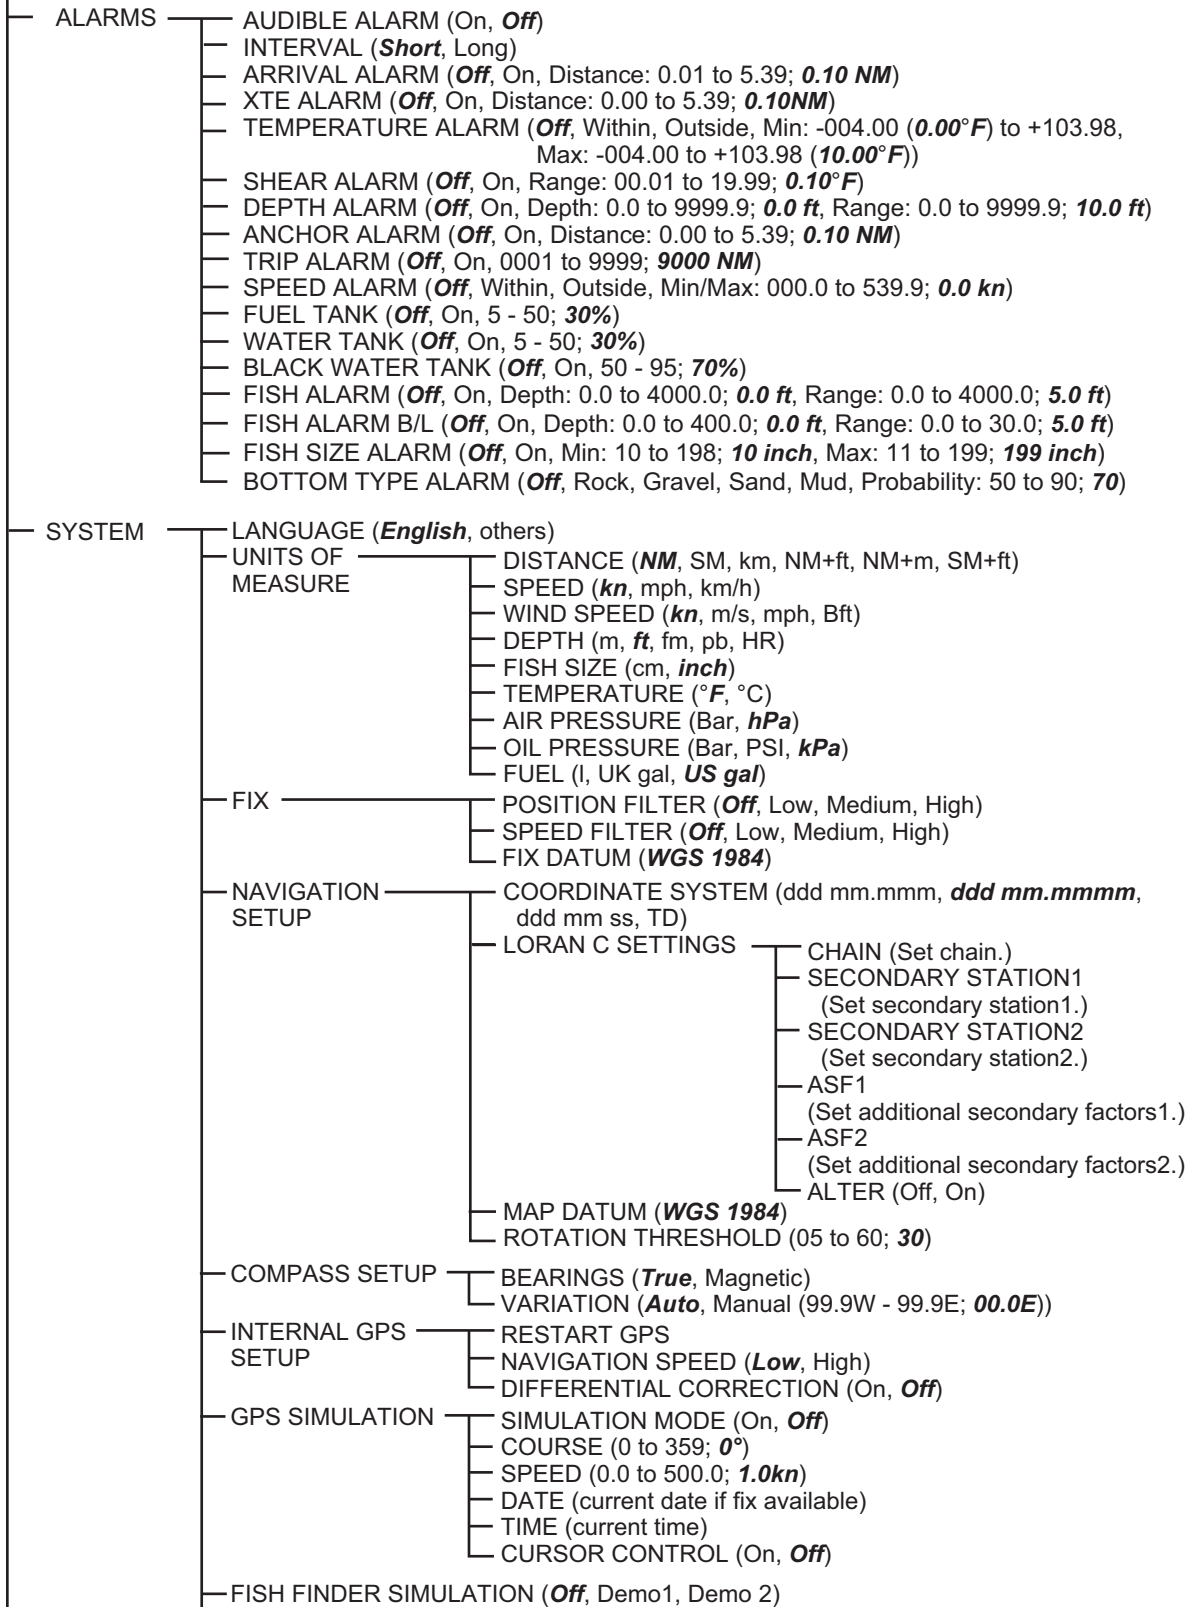 ALARMS
AUDIBLE ALARM (On, Off)
INTERVAL (Short, Long)
ARRIVAL ALARM (Off, On, Distance: 0.01 to 5.39; 0.10 NM)
XTE ALARM (Off, On, Distance: 0.00 to 5.39; 0.10NM)
TEMPERATURE ALARM (Off, Within, Outside, Min: -004.00 (0.00°F) to +103.98,
Max: -004.00 to +103.98 (10.00°F))
SHEAR ALARM (Off, On, Range: 00.01 to 19.99; 0.10°F)
DEPTH ALARM (Off, On, Depth: 0.0 to 9999.9; 0.0 ft, Range: 0.0 to 9999.9; 10.0 ft)
ANCHOR ALARM (Off, On, Distance: 0.00 to 5.39; 0.10 NM)
TRIP ALARM (Off, On, 0001 to 9999; 9000 NM)
SPEED ALARM (Off, Within, Outside, Min/Max: 000.0 to 539.9; 0.0 kn)
FUEL TANK (Off, On, 5 - 50; 30%)
WATER TANK (Off, On, 5 - 50; 30%)
BLACK WATER TANK (Off, On, 50 - 95; 70%)
FISH ALARM (Off, On, Depth: 0.0 to 4000.0; 0.0 ft, Range: 0.0 to 4000.0; 5.0 ft)
FISH ALARM B/L (Off, On, Depth: 0.0 to 400.0; 0.0 ft, Range: 0.0 to 30.0; 5.0 ft)
FISH SIZE ALARM (Off, On, Min: 10 to 198; 10 inch, Max: 11 to 199; 199 inch)
BOTTOM TYPE ALARM (Off, Rock, Gravel, Sand, Mud, Probability: 50 to 90; 70)
SYSTEM
LANGUAGE (English, others)
UNITS OF
MEASURE
DISTANCE (NM, SM, km, NM+ft, NM+m, SM+ft)
SPEED (kn, mph, km/h)
WIND SPEED (kn, m/s, mph, Bft)
DEPTH (m, ft, fm, pb, HR)
FISH SIZE (cm, inch)
TEMPERATURE (°F, °C)
AIR PRESSURE (Bar, hPa)
OIL PRESSURE (Bar, PSI, kPa)
FUEL (l, UK gal, US gal)
FIX
POSITION FILTER (Off, Low, Medium, High)
SPEED FILTER (Off, Low, Medium, High)
FIX DATUM (WGS 1984)
NAVIGATION
SETUP
COORDINATE SYSTEM (ddd mm.mmm, ddd mm.mmmm,
ddd mm ss, TD)
LORAN C SETTINGS
CHAIN (Set chain.)
SECONDARY STATION1
(Set secondary station1.)
SECONDARY STATION2
(Set secondary station2.)
ASF1
(Set additional secondary factors1.)
ASF2
(Set additional secondary factors2.)
ALTER (Off, On)
MAP DATUM (WGS 1984)
ROTATION THRESHOLD (05 to 60; 30)
COMPASS SETUP
BEARINGS (True, Magnetic)
VARIATION (Auto, Manual (99.9W - 99.9E; 00.0E))
INTERNAL GPS
SETUP
RESTART GPS
NAVIGATION SPEED (Low, High)
DIFFERENTIAL CORRECTION (On, Off)
GPS SIMULATION
SIMULATION MODE (On, Off)
COURSE (0 to 359; 0°)
SPEED (0.0 to 500.0; 1.0kn)
DATE (current date if fix available)
TIME (current time)
CURSOR CONTROL (On, Off)
FISH FINDER SIMULATION (Off, Demo1, Demo 2)